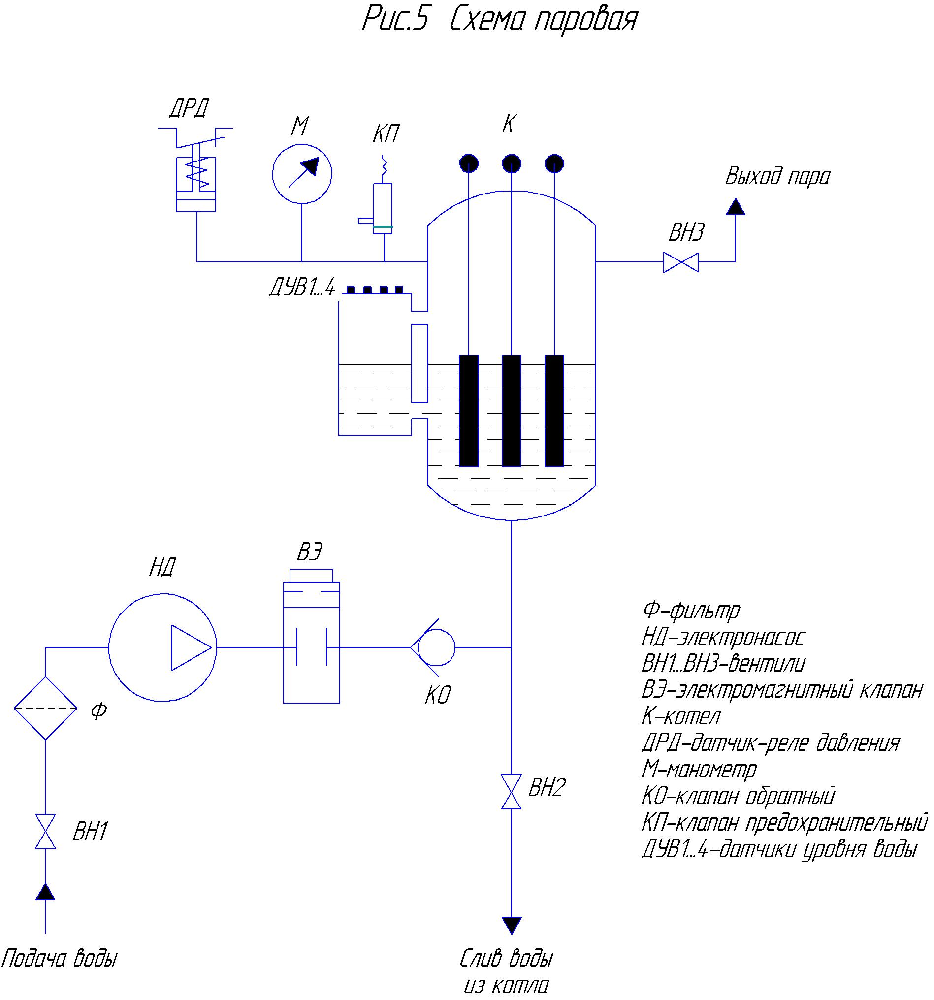 Рис.5 Схема паровая
ДРД
М
КП
К
Выход пара
ВН3
ДУВ1...4
ВЭ
НД
КО
Ф
ВН2
ВН1
Ф-фильтр
НД-электронасос
ВН1...ВН3-вентили
ВЭ-электромагнитный клапан
К-котел
ДРД-датчик-реле давления
М-манометр
КО-клапан обратный
КП-клапан предохранительный
ДУВ1...4-датчики уровня воды
Подача воды
Слив воды
из котла